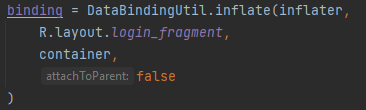 binding = DataBindingUtil.inflate(inflater,
R.layout.login_fragment,
container,
attachToParent: false
)